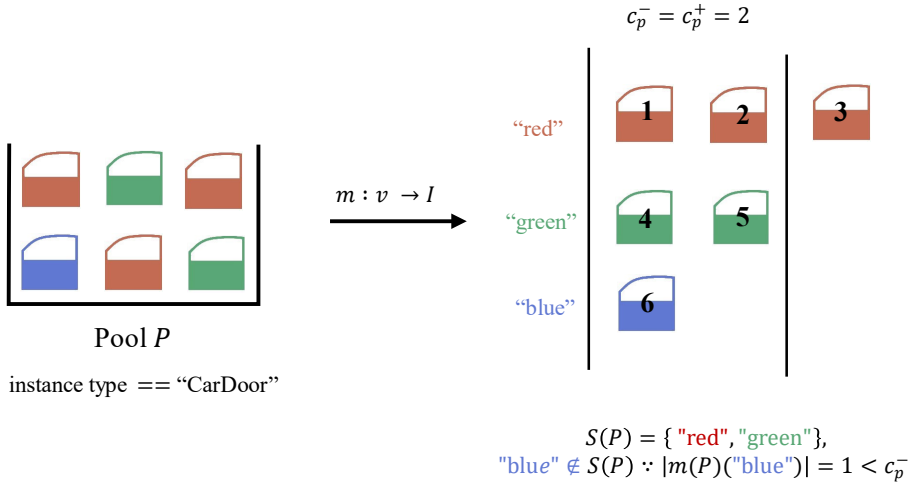 c_p^- = c_p^+ = 2
"red"
1 2 3
m : v → I
"green"
4 5
"blue"
6
Pool P
instance type == "CarDoor"
S(P) = { "red", "green"},
"blue" ∉ S(P) ∵ |m(P)("blue")| = 1 < c_p^-